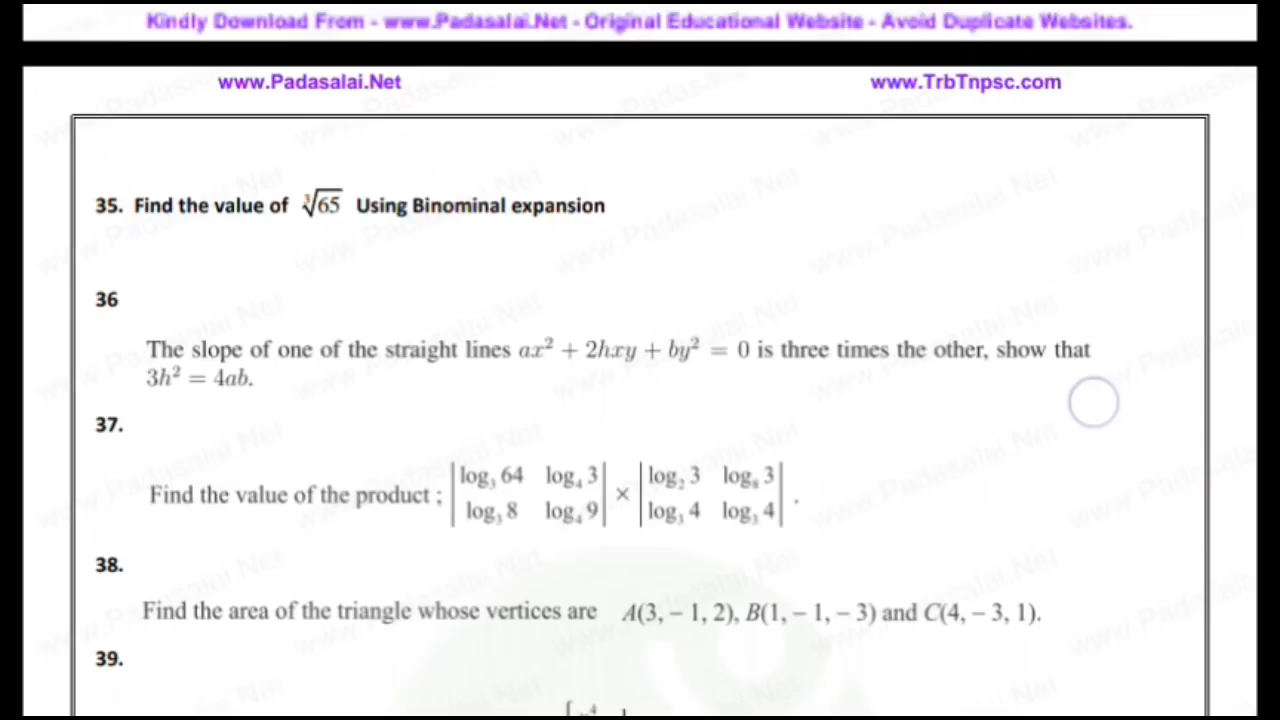 Kindly Download From - www.Padasalai.Net - Original Educational Website - Avoid Duplicate Websites.
www.Padasalai.Net www.TrbTnpsc.com
35. Find the value of ∛65 Using Binominal expansion
36
The slope of one of the straight lines ax² + 2hxy + by² = 0 is three times the other, show that
3h² = 4ab.
37.
Find the value of the product ; |log₃ 64 log₄ 3| × |log₂ 3 log₈ 3| .
|log₃ 8 log₄ 9| |log₃ 4 log₃ 4|
38.
Find the area of the triangle whose vertices are A(3, – 1, 2), B(1, – 1, – 3) and C(4, – 3, 1).
39.